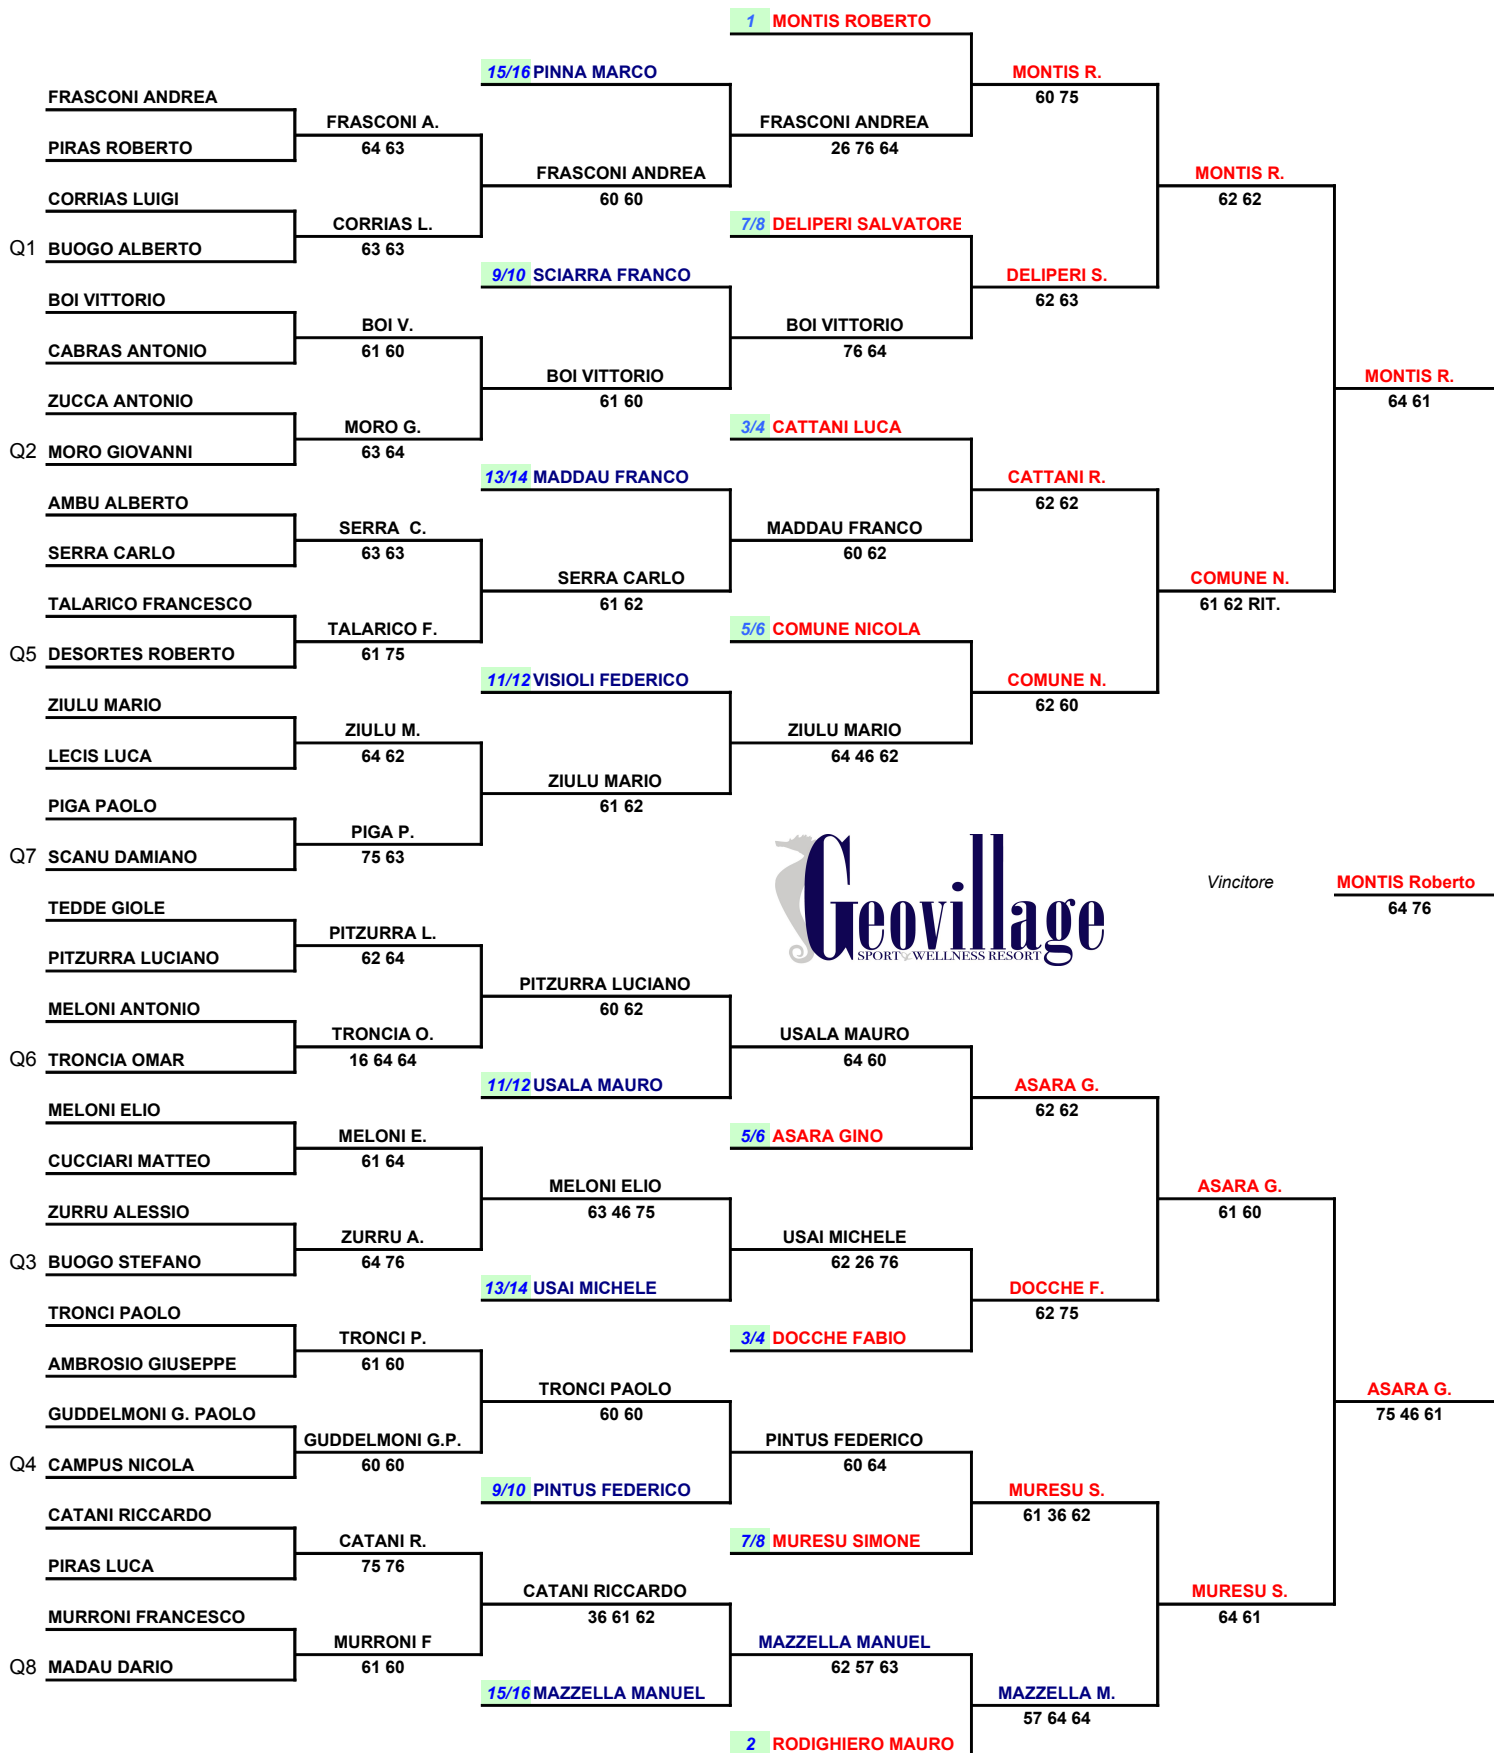 1 MONTIS ROBERTO
15/16 PINNA MARCO
MONTIS R.
FRASCONI ANDREA
60 75
FRASCONI A.
FRASCONI ANDREA
PIRAS ROBERTO
64 63
26 76 64
FRASCONI ANDREA
MONTIS R.
CORRIAS LUIGI
60 60
62 62
CORRIAS L.
7/8 DELIPERI SALVATORE
Q1 BUOGO ALBERTO
63 63
9/10 SCIARRA FRANCO
DELIPERI S.
BOI VITTORIO
62 63
BOI V.
BOI VITTORIO
CABRAS ANTONIO
61 60
76 64
BOI VITTORIO
MONTIS R.
ZUCCA ANTONIO
61 60
64 61
MORO G.
3/4 CATTANI LUCA
Q2 MORO GIOVANNI
63 64
13/14 MADDAU FRANCO
CATTANI R.
AMBU ALBERTO
62 62
SERRA  C.
MADDAU FRANCO
SERRA CARLO
63 63
60 62
SERRA CARLO
COMUNE N.
TALARICO FRANCESCO
61 62
61 62 RIT.
TALARICO F.
5/6 COMUNE NICOLA
Q5 DESORTES ROBERTO
61 75
11/12 VISIOLI FEDERICO
COMUNE N.
ZIULU MARIO
62 60
ZIULU M.
ZIULU MARIO
LECIS LUCA
64 62
64 46 62
ZIULU MARIO
PIGA PAOLO
61 62
PIGA P.
Q7 SCANU DAMIANO
75 63
Geovillage
SPORT & WELLNESS RESORT
Vincitore
MONTIS Roberto
64 76
TEDDE GIOLE
PITZURRA L.
PITZURRA LUCIANO
62 64
PITZURRA LUCIANO
MELONI ANTONIO
60 62
TRONCIA O.
USALA MAURO
Q6 TRONCIA OMAR
16 64 64
64 60
11/12 USALA MAURO
ASARA G.
MELONI ELIO
62 62
MELONI E.
5/6 ASARA GINO
CUCCIARI MATTEO
61 64
MELONI ELIO
ASARA G.
ZURRU ALESSIO
63 46 75
61 60
ZURRU A.
USAI MICHELE
Q3 BUOGO STEFANO
64 76
62 26 76
13/14 USAI MICHELE
DOCCHE F.
TRONCI PAOLO
62 75
TRONCI P.
3/4 DOCCHE FABIO
AMBROSIO GIUSEPPE
61 60
TRONCI PAOLO
ASARA G.
GUDDELMONI G. PAOLO
60 60
75 46 61
GUDDELMONI G.P.
PINTUS FEDERICO
Q4 CAMPUS NICOLA
60 60
60 64
9/10 PINTUS FEDERICO
MURESU S.
CATANI RICCARDO
61 36 62
CATANI R.
7/8 MURESU SIMONE
PIRAS LUCA
75 76
CATANI RICCARDO
MURESU S.
MURRONI FRANCESCO
36 61 62
64 61
MURRONI F
MAZZELLA MANUEL
Q8 MADAU DARIO
61 60
62 57 63
15/16 MAZZELLA MANUEL
MAZZELLA M.
57 64 64
2 RODIGHIERO MAURO